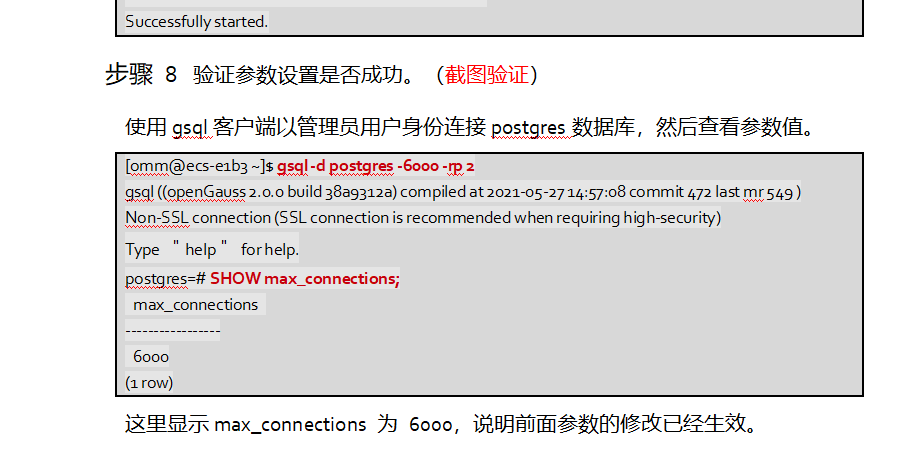 Successfully started.
步骤 8 验证参数设置是否成功。（截图验证）
使用 gsql 客户端以管理员用户身份连接 postgres 数据库，然后查看参数值。
[omm@ecs-e1b3 ~]$ gsql -d postgres -6000 -rp 2
gsql ((openGauss 2.0.0 build 38a9312a) compiled at 2021-05-27 14:57:08 commit 472 last mr 549 )
Non-SSL connection (SSL connection is recommended when requiring high-security)
Type ＂help＂ for help.
postgres=# SHOW max_connections;
max_connections
-----------------
6000
(1 row)
这里显示 max_connections 为 6000，说明前面参数的修改已经生效。